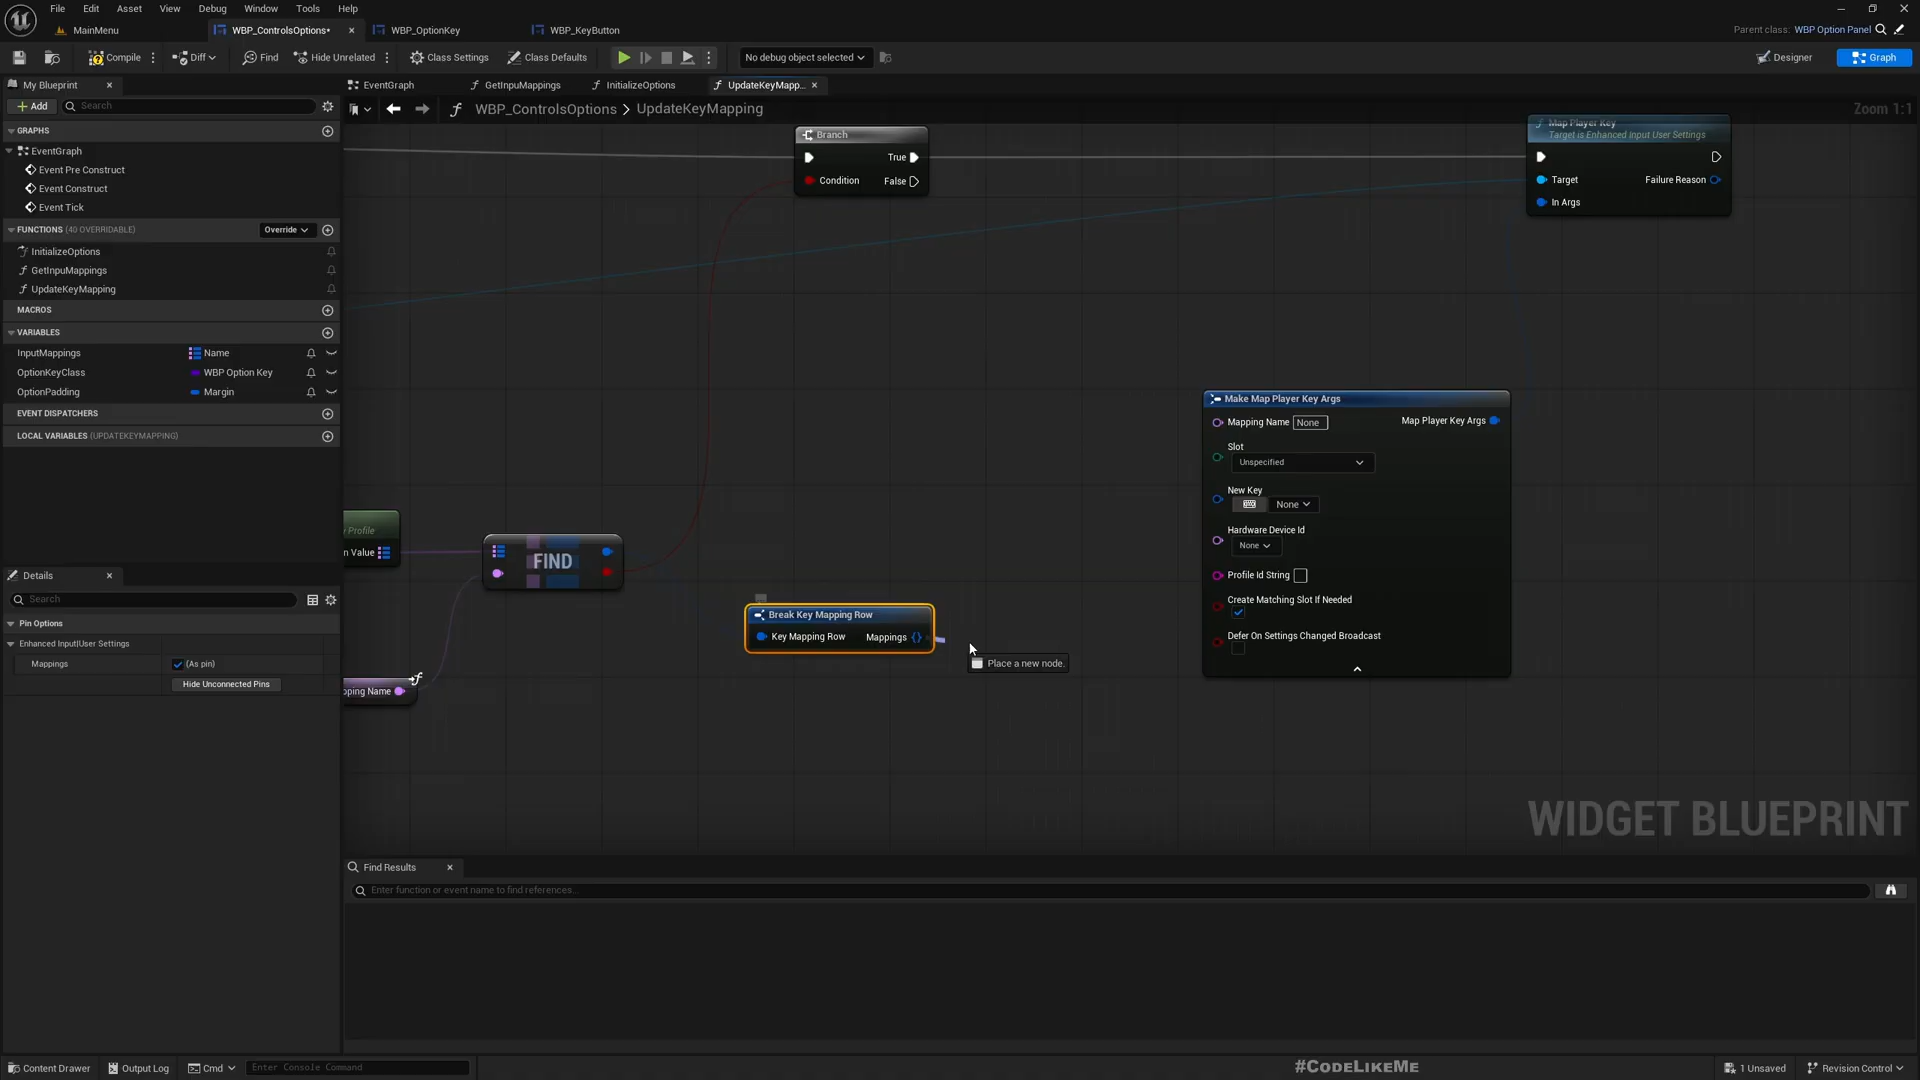 File Edit Asset View Debug Window Tools Help
MainMenu WBP_ControlsOptions• WBP_OptionKey WBP_KeyButton
Parent class: WBP Option Panel
Compile Diff Find Hide Unrelated Class Settings Class Defaults No debug object selected Designer Graph
My Blueprint EventGraph GetInpuMappings InitializeOptions UpdateKeyMapp..
Add Search WBP_ControlsOptions > UpdateKeyMapping Zoom 1:1
GRAPHS
EventGraph
Event Pre Construct
Event Construct
Event Tick
FUNCTIONS (40 OVERRIDABLE) Override
InitializeOptions
GetInpuMappings
UpdateKeyMapping
MACROS
VARIABLES
InputMappings Name
OptionKeyClass WBP Option Key
OptionPadding Margin
EVENT DISPATCHERS
LOCAL VARIABLES (UPDATEKEYMAPPING)
Branch
True
Condition False
Map Player Key
Target is Enhanced Input User Settings
Target Failure Reason
In Args
Make Map Player Key Args
Mapping Name None Map Player Key Args
Slot
Unspecified
New Key
None
Hardware Device Id
None
Profile Id String
Create Matching Slot If Needed
Defer On Settings Changed Broadcast
y Profile
n Value
FIND
Break Key Mapping Row
Key Mapping Row Mappings
Place a new node.
pping Name
Details
Search
Pin Options
Enhanced Input|User Settings
Mappings (As pin)
Hide Unconnected Pins
WIDGET BLUEPRINT
Find Results
Enter function or event name to find references...
Content Drawer Output Log Cmd Enter Console Command #CODELIKEME 1 Unsaved Revision Control